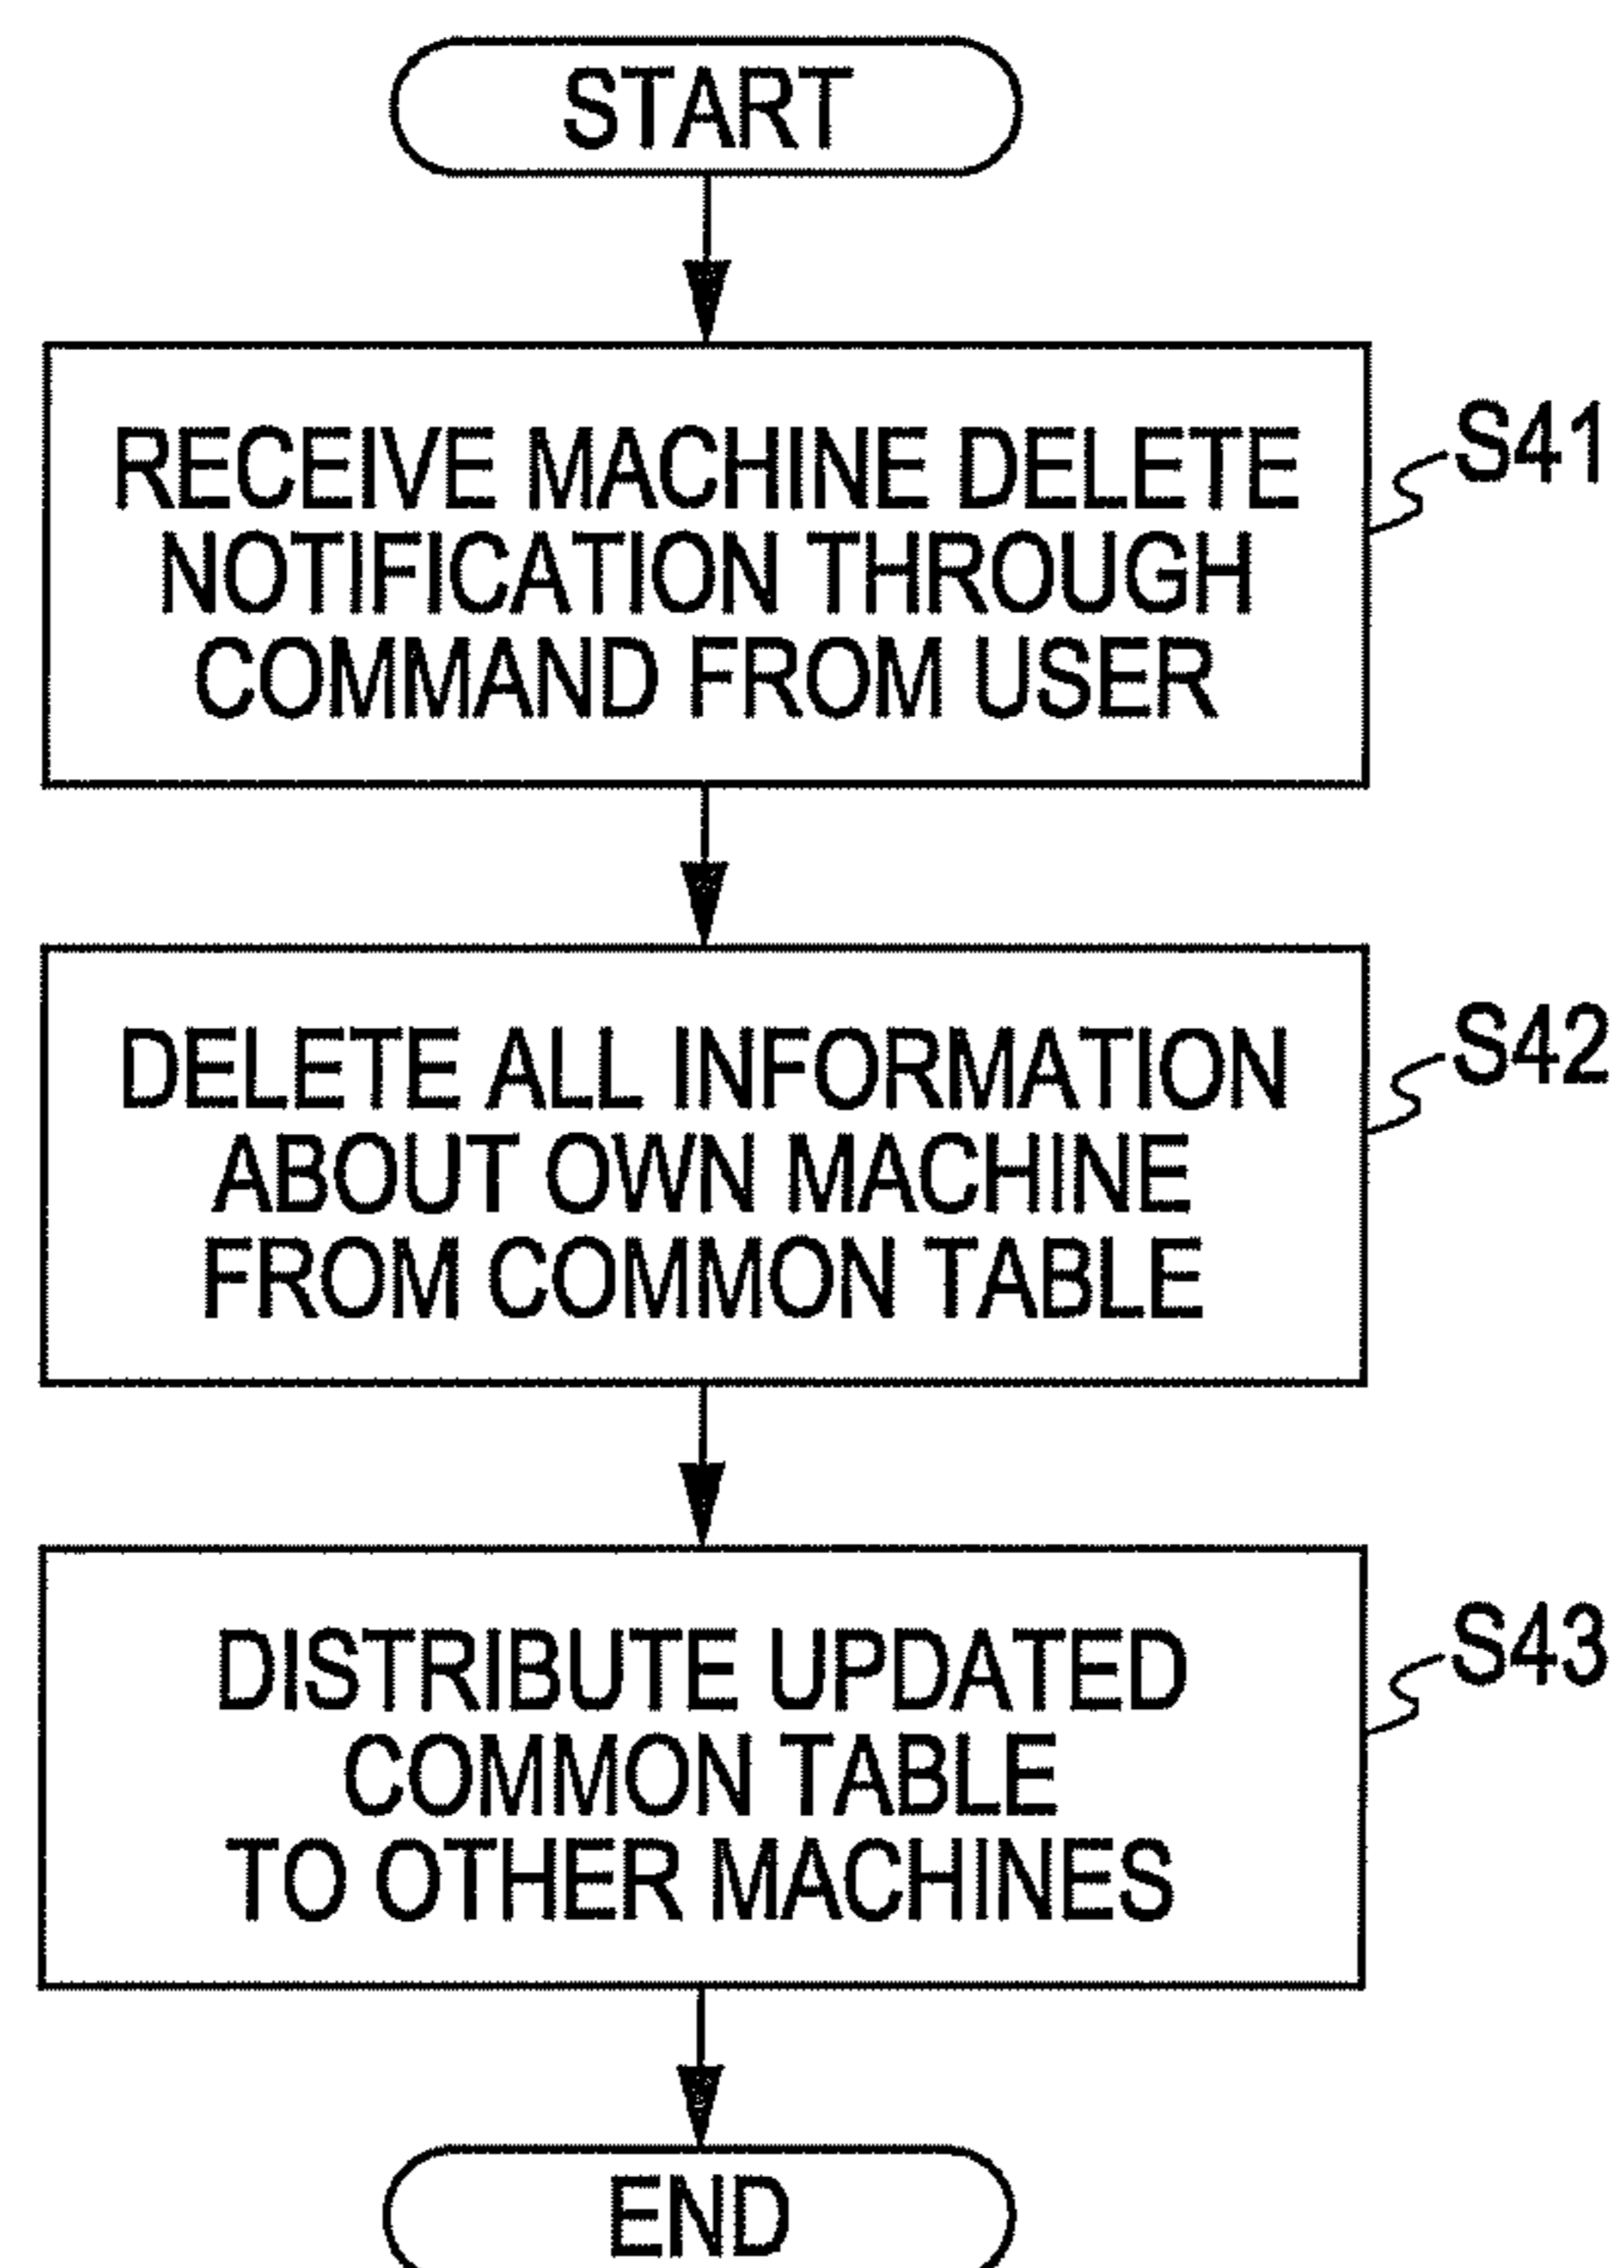 START
RECEIVE MACHINE DELETE
NOTIFICATION THROUGH
COMMAND FROM USER
S41
DELETE ALL INFORMATION
ABOUT OWN MACHINE
FROM COMMON TABLE
S42
DISTRIBUTE UPDATED
COMMON TABLE
TO OTHER MACHINES
S43
END